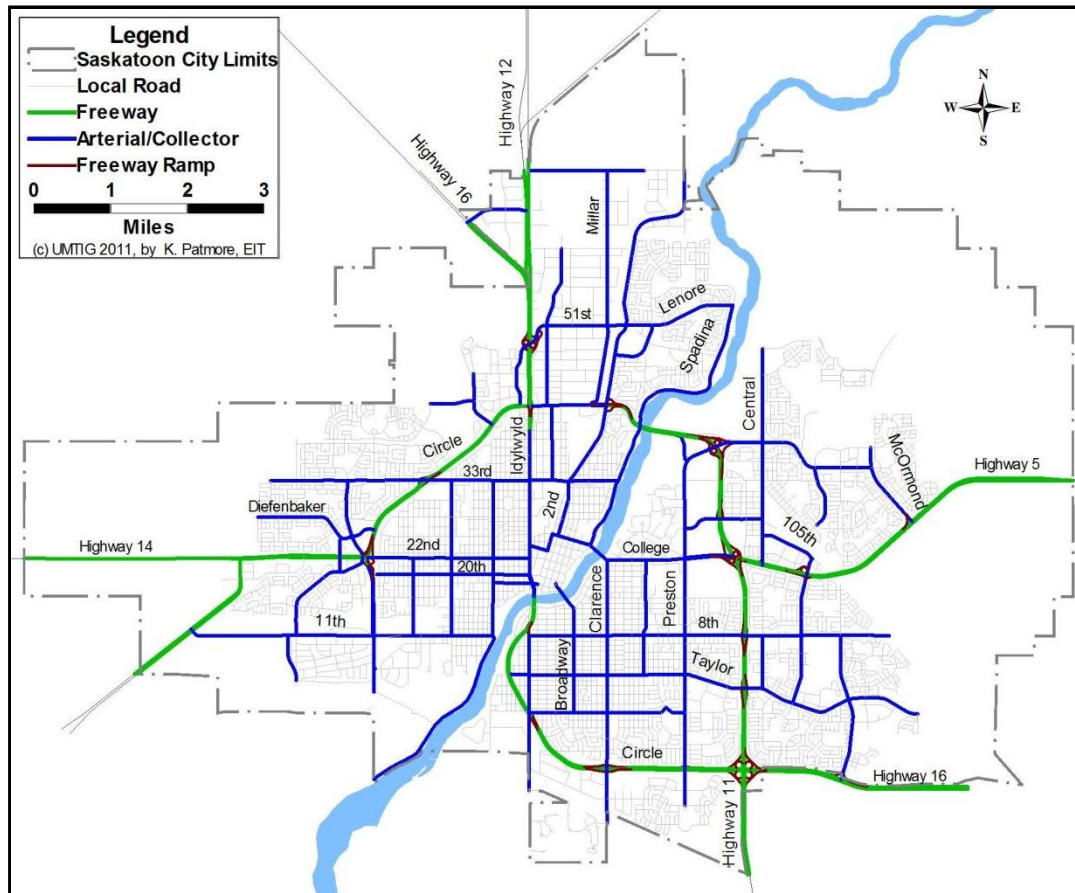 Legend
Saskatoon City Limits
Local Road
Freeway
Arterial/Collector
Freeway Ramp
0 1 2 3
Miles
(c) UMTIG 2011, by K. Patmore, EIT
N
W E
S
Highway 12
Highway 16
Millar
51st
Lenore
Spadina
Central
Circle
Idylwyld
33rd
2nd
McOrmond
Highway 5
Diefenbaker
105th
Highway 14
22nd
20th
College
Clarence
Preston
11th
8th
Broadway
Taylor
Circle
Highway 11
Highway 16